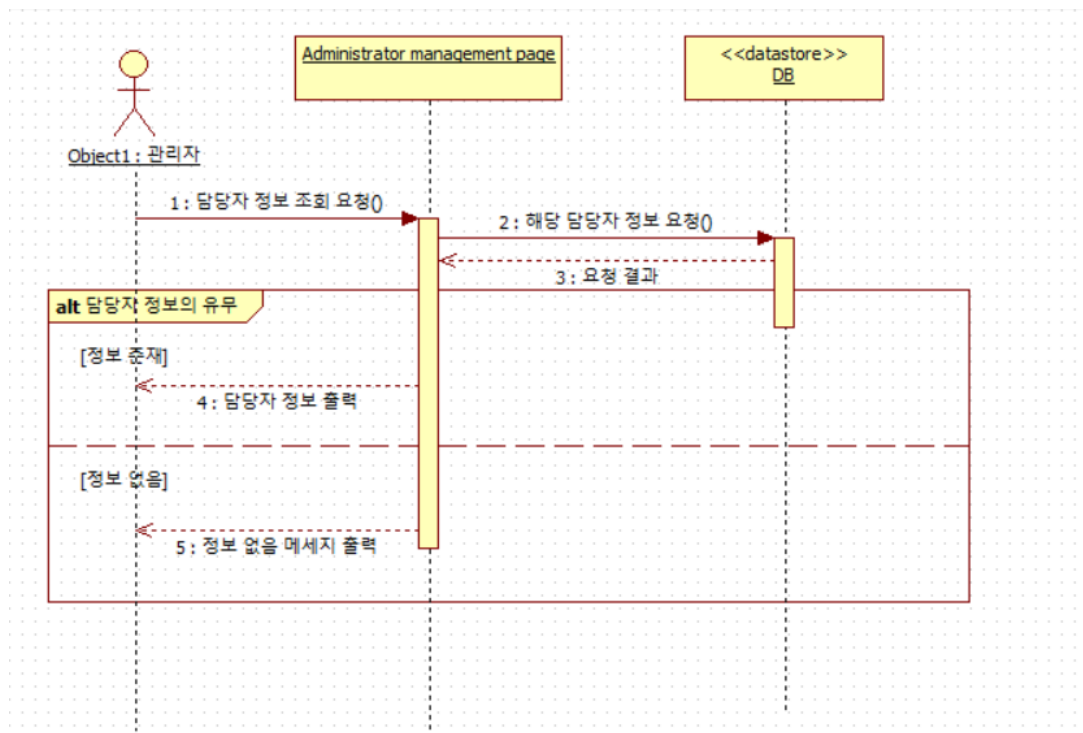 Administrator management page
<<datastore>>
DB
Object1 : 관리자
1 : 담당자 정보 조회 요청()
2 : 해당 담당자 정보 요청()
3 : 요청 결과
alt 담당자 정보의 유무
[정보 존재]
4 : 담당자 정보 출력
[정보 없음]
5 : 정보 없음 메세지 출력